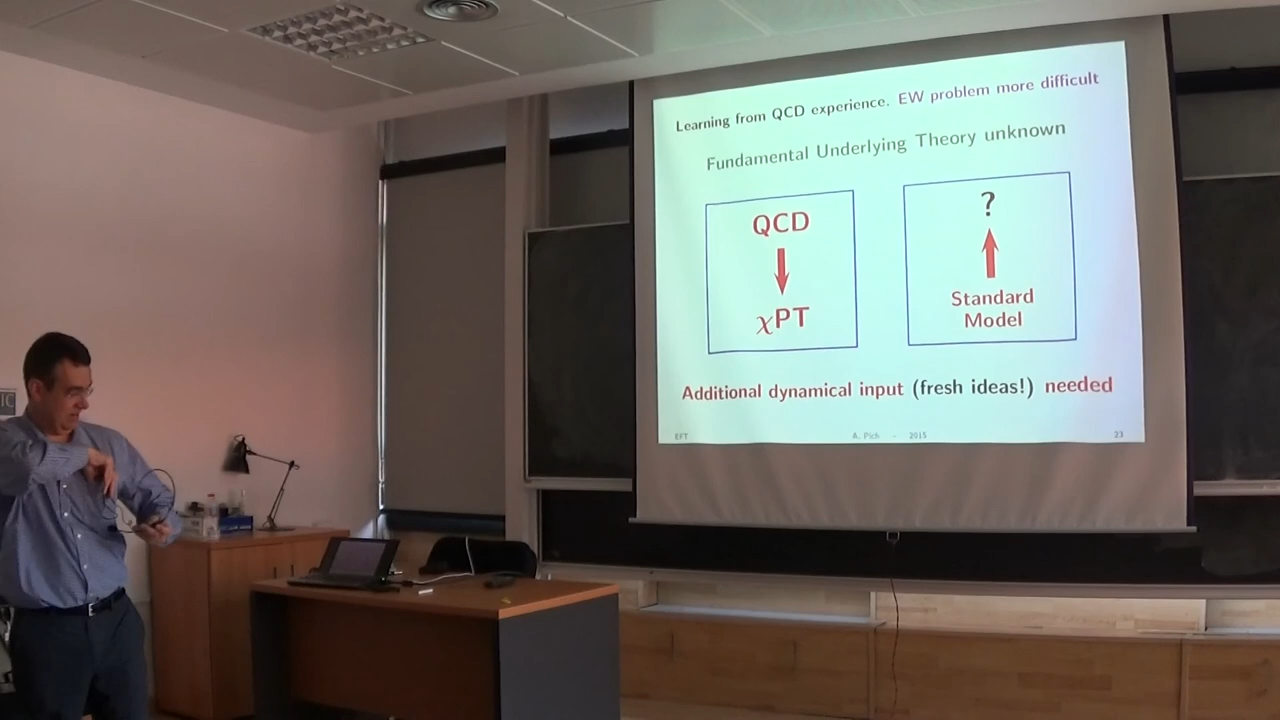 Learning from QCD experience. EW problem more difficult
Fundamental Underlying Theory unknown
QCD
χPT
?
Standard
Model
Additional dynamical input (fresh ideas!) needed
EFT A. Pich - 2015 23
IC